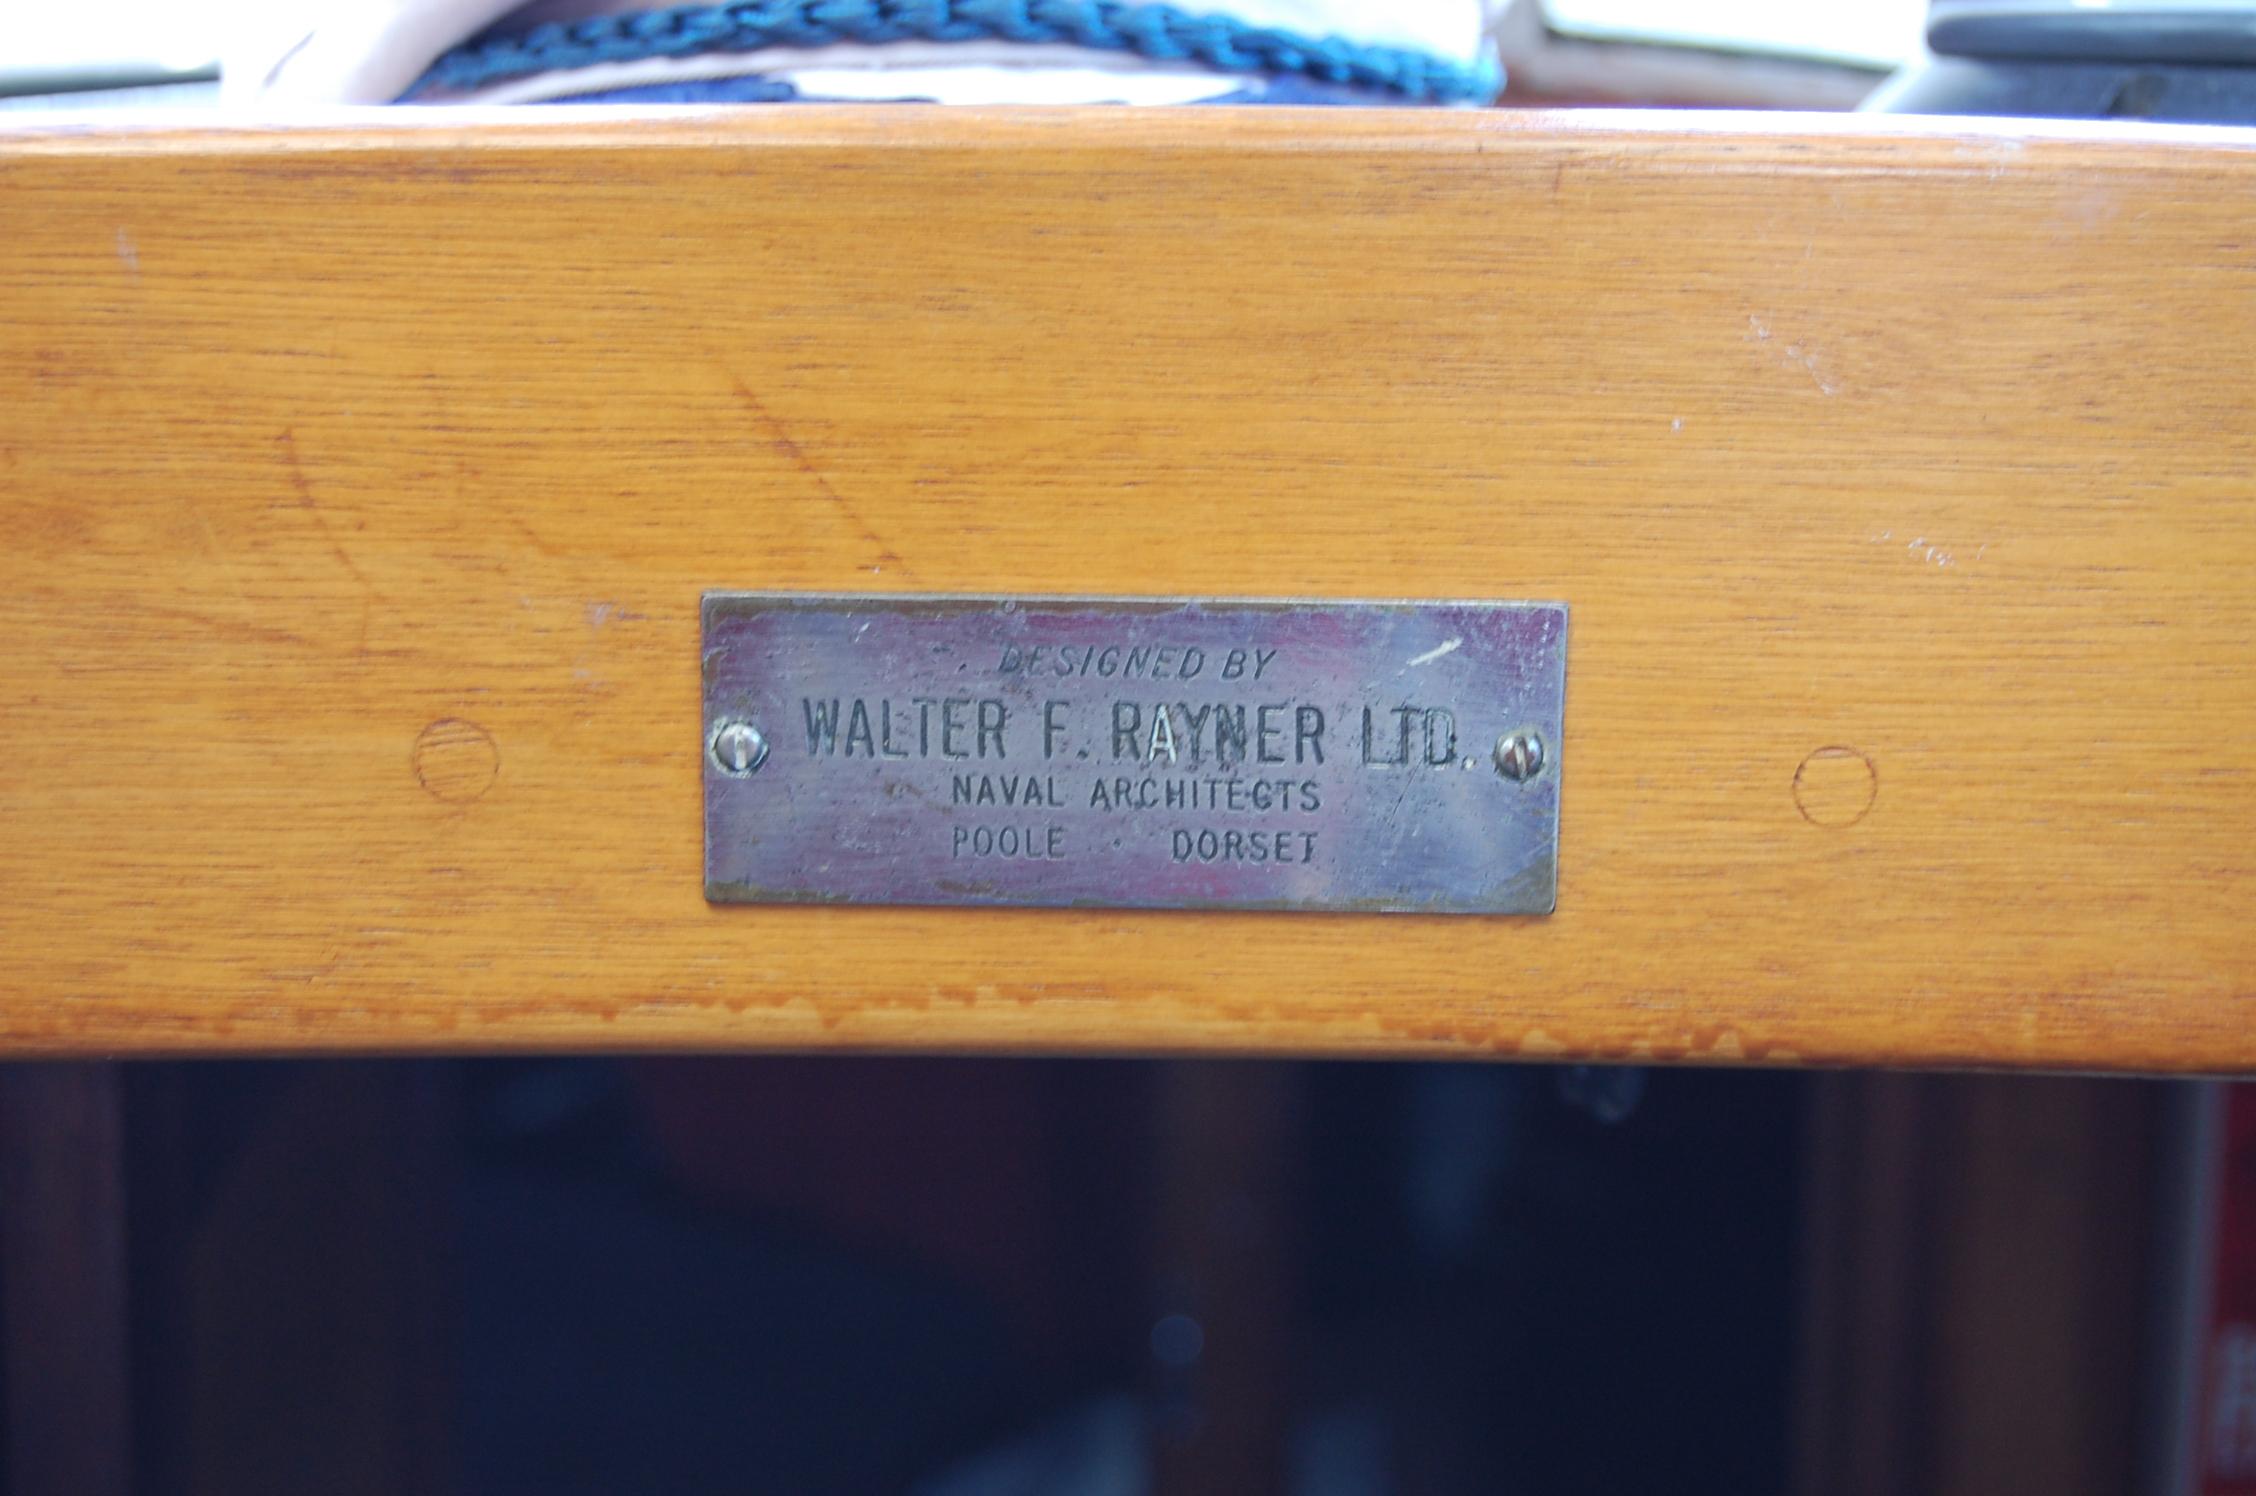 DESIGNED BY
WALTER F. RAYNER LTD.
NAVAL ARCHITECTS
POOLE · DORSET